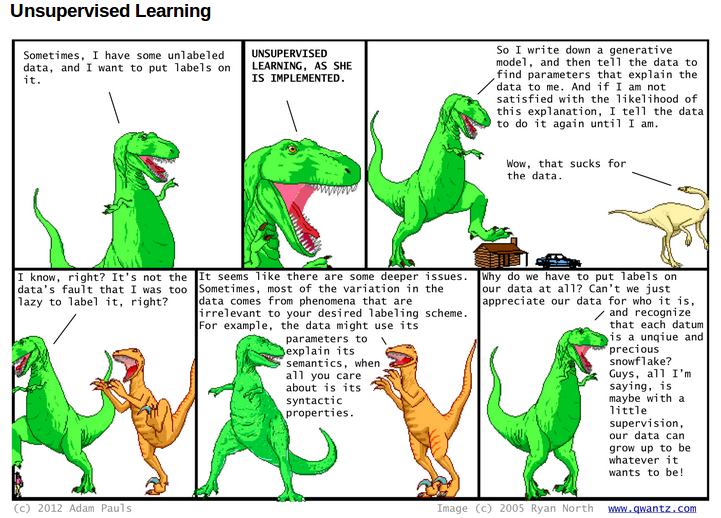 Unsupervised Learning
Sometimes, I have some unlabeled
data, and I want to put labels on
it.
UNSUPERVISED
LEARNING, AS SHE
IS IMPLEMENTED.
So I write down a generative
model, and then tell the data to
find parameters that explain the
data to me. And if I am not
satisfied with the likelihood of
this explanation, I tell the data
to do it again until I am.
Wow, that sucks for
the data.
I know, right? It's not the
data's fault that I was too
lazy to label it, right?
It seems like there are some deeper issues.
Sometimes, most of the variation in the
data comes from phenomena that are
irrelevant to your desired labeling scheme.
For example, the data might use its
parameters to
explain its
semantics, when
all you care
about is its
syntactic
properties.
Why do we have to put labels on
our data at all? Can't we just
appreciate our data for who it is,
and recognize
that each datum
is a unqiue and
precious
snowflake?
Guys, all I'm
saying, is
maybe with a
little
supervision,
our data can
grow up to be
whatever it
wants to be!
(c) 2012 Adam Pauls
Image (c) 2005 Ryan North www.qwantz.com